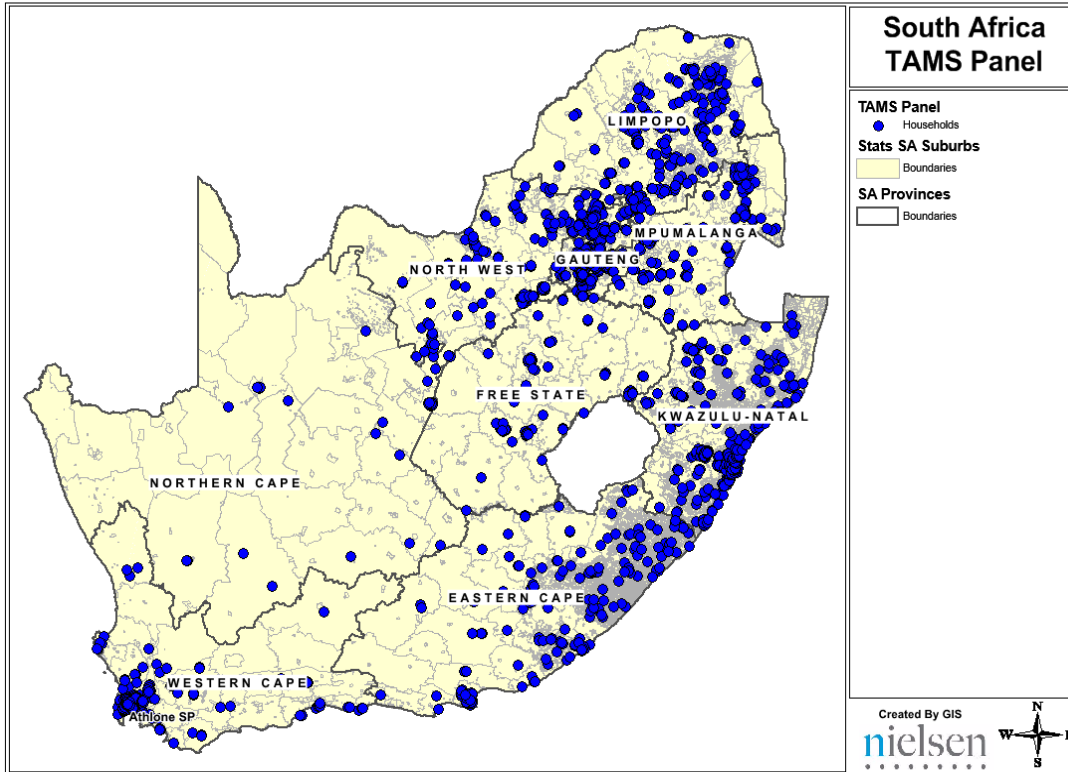 South Africa
TAMS Panel
TAMS Panel
Households
Stats SA Suburbs
Boundaries
SA Provinces
Boundaries
LIMPOPO
MPUMALANGA
GAUTENG
NORTH WEST
FREE STATE
KWAZULU-NATAL
NORTHERN CAPE
EASTERN CAPE
WESTERN CAPE
Athlone SP
Created By GIS
nielsen
N
W
E
S